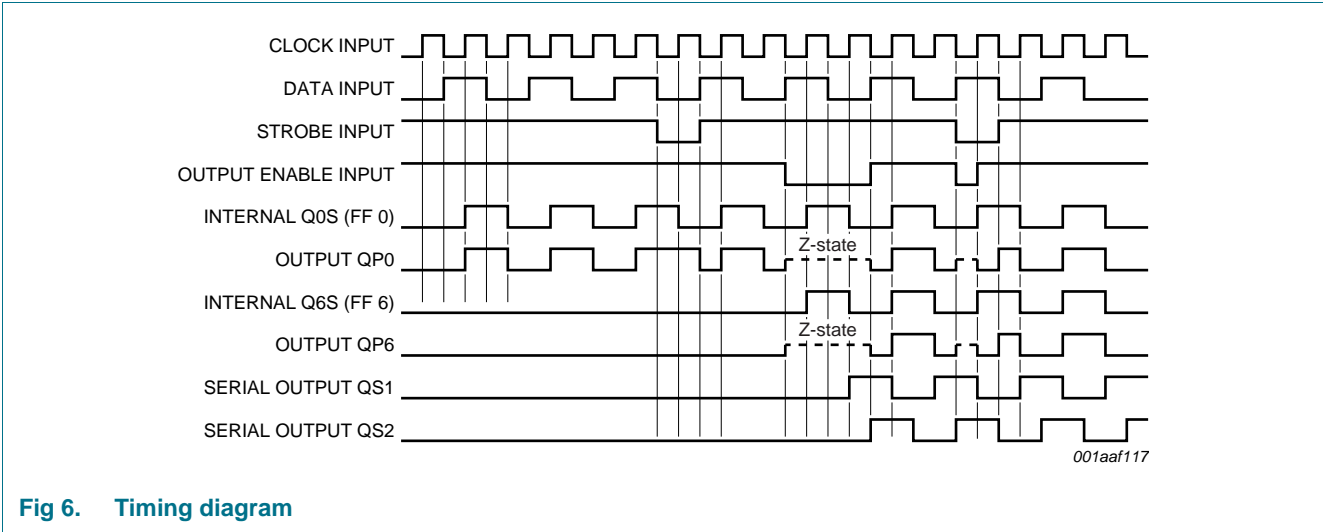 CLOCK INPUT
DATA INPUT
STROBE INPUT
OUTPUT ENABLE INPUT
INTERNAL Q0S (FF 0)
Z-state
OUTPUT QP0
INTERNAL Q6S (FF 6)
Z-state
OUTPUT QP6
SERIAL OUTPUT QS1
SERIAL OUTPUT QS2
001aaf117
Fig 6. Timing diagram